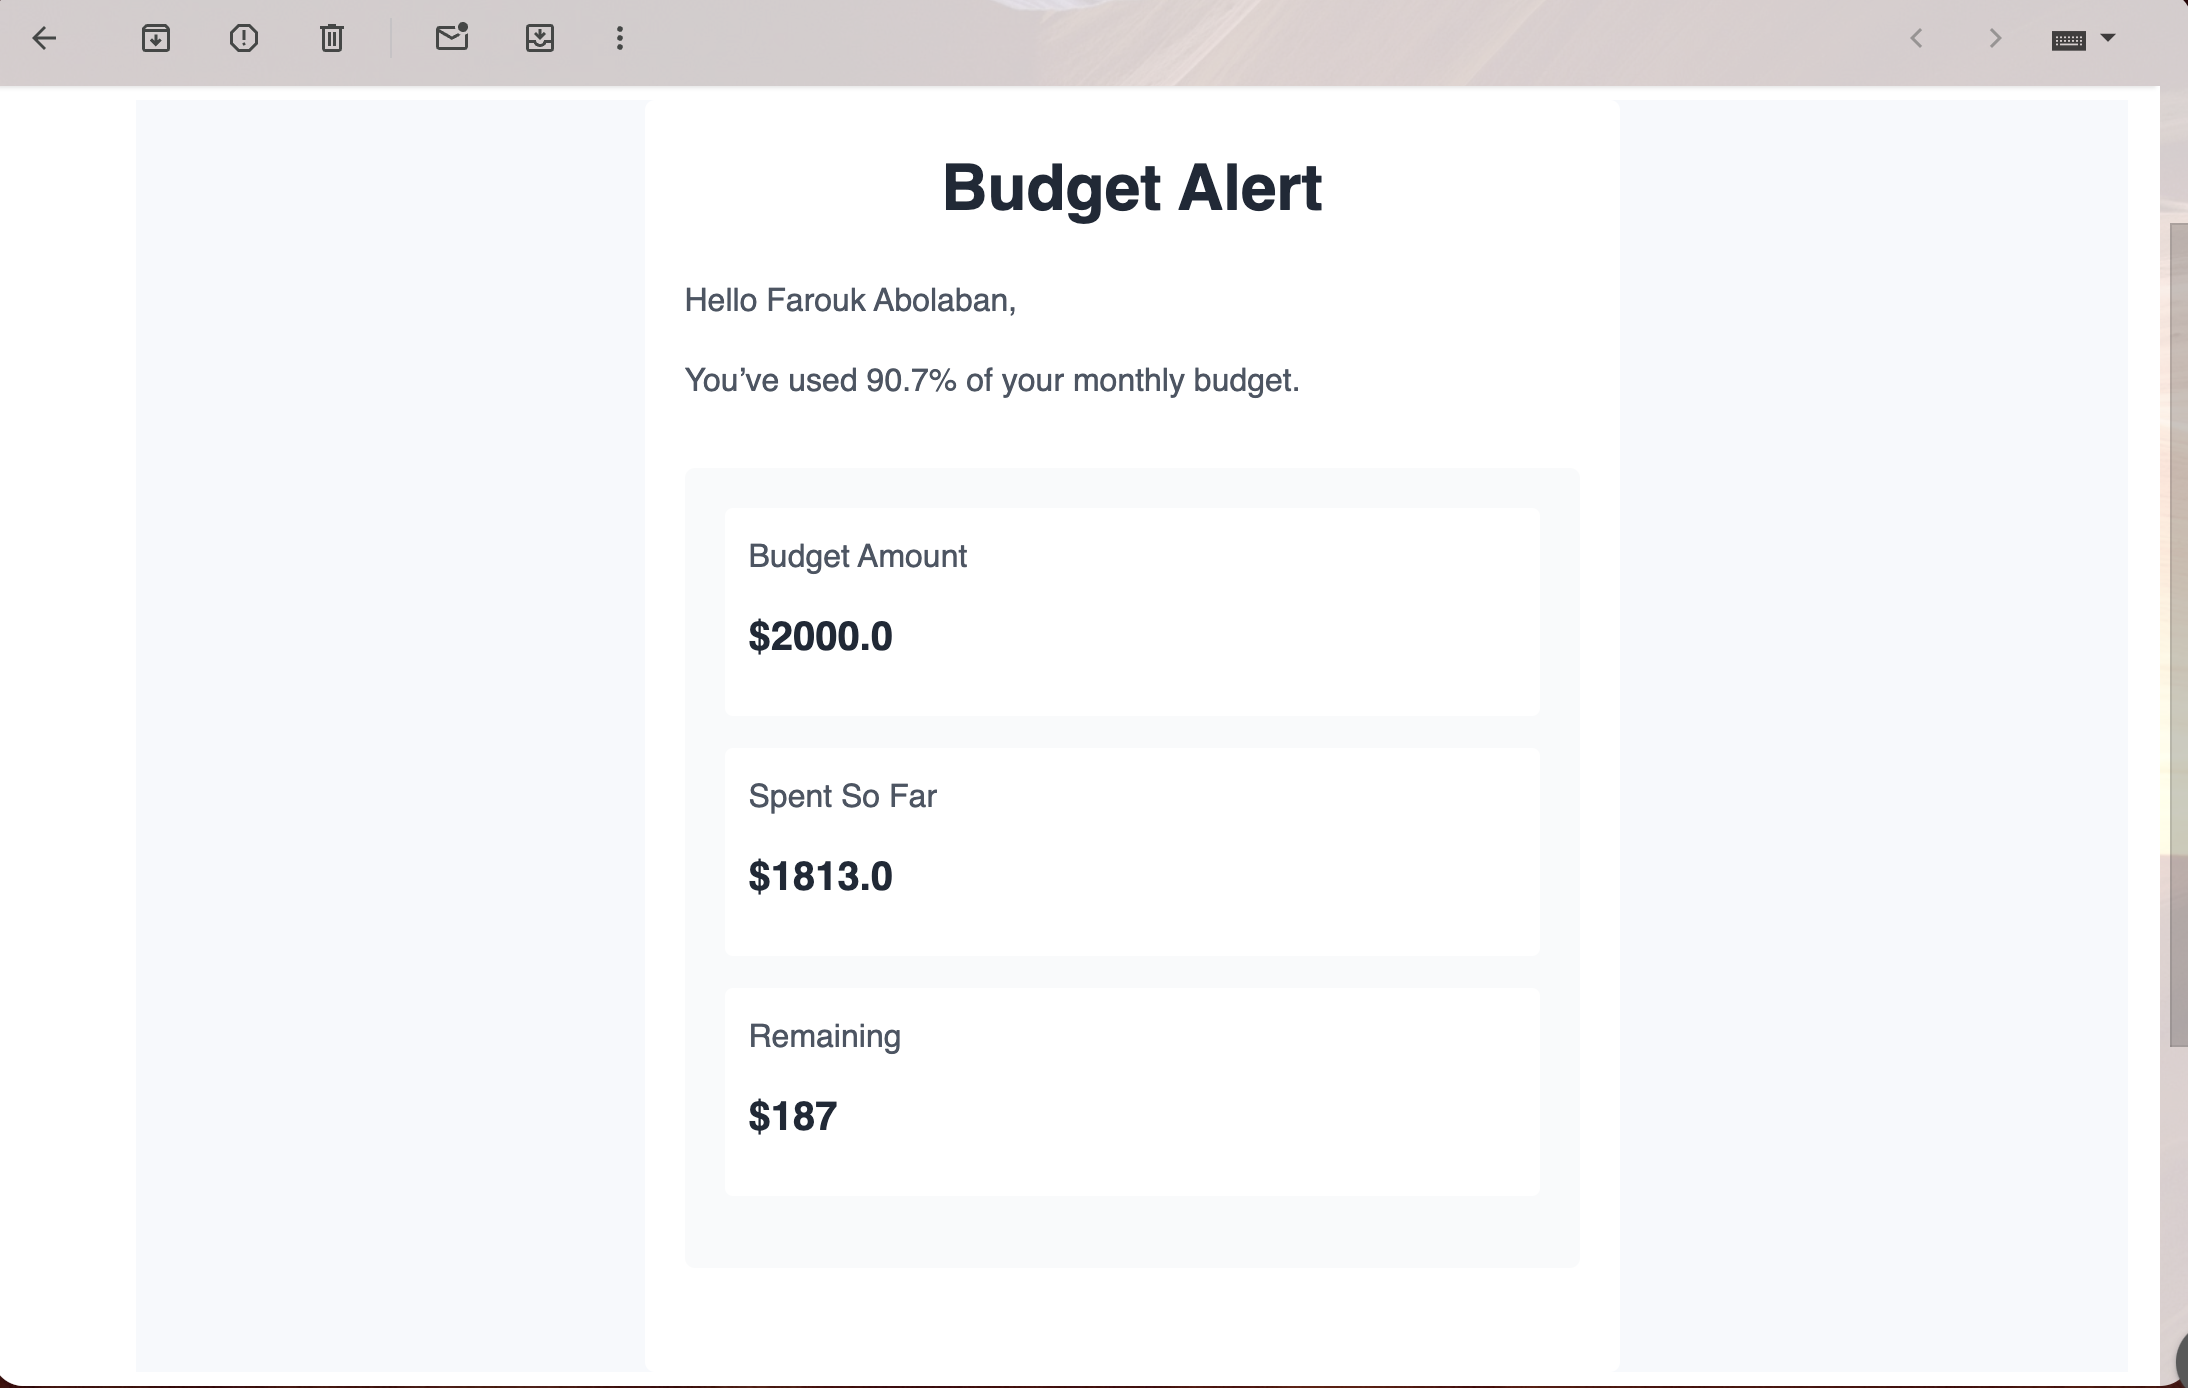 Budget Alert
Hello Farouk Abolaban,
You’ve used 90.7% of your monthly budget.
Budget Amount
$2000.0
Spent So Far
$1813.0
Remaining
$187